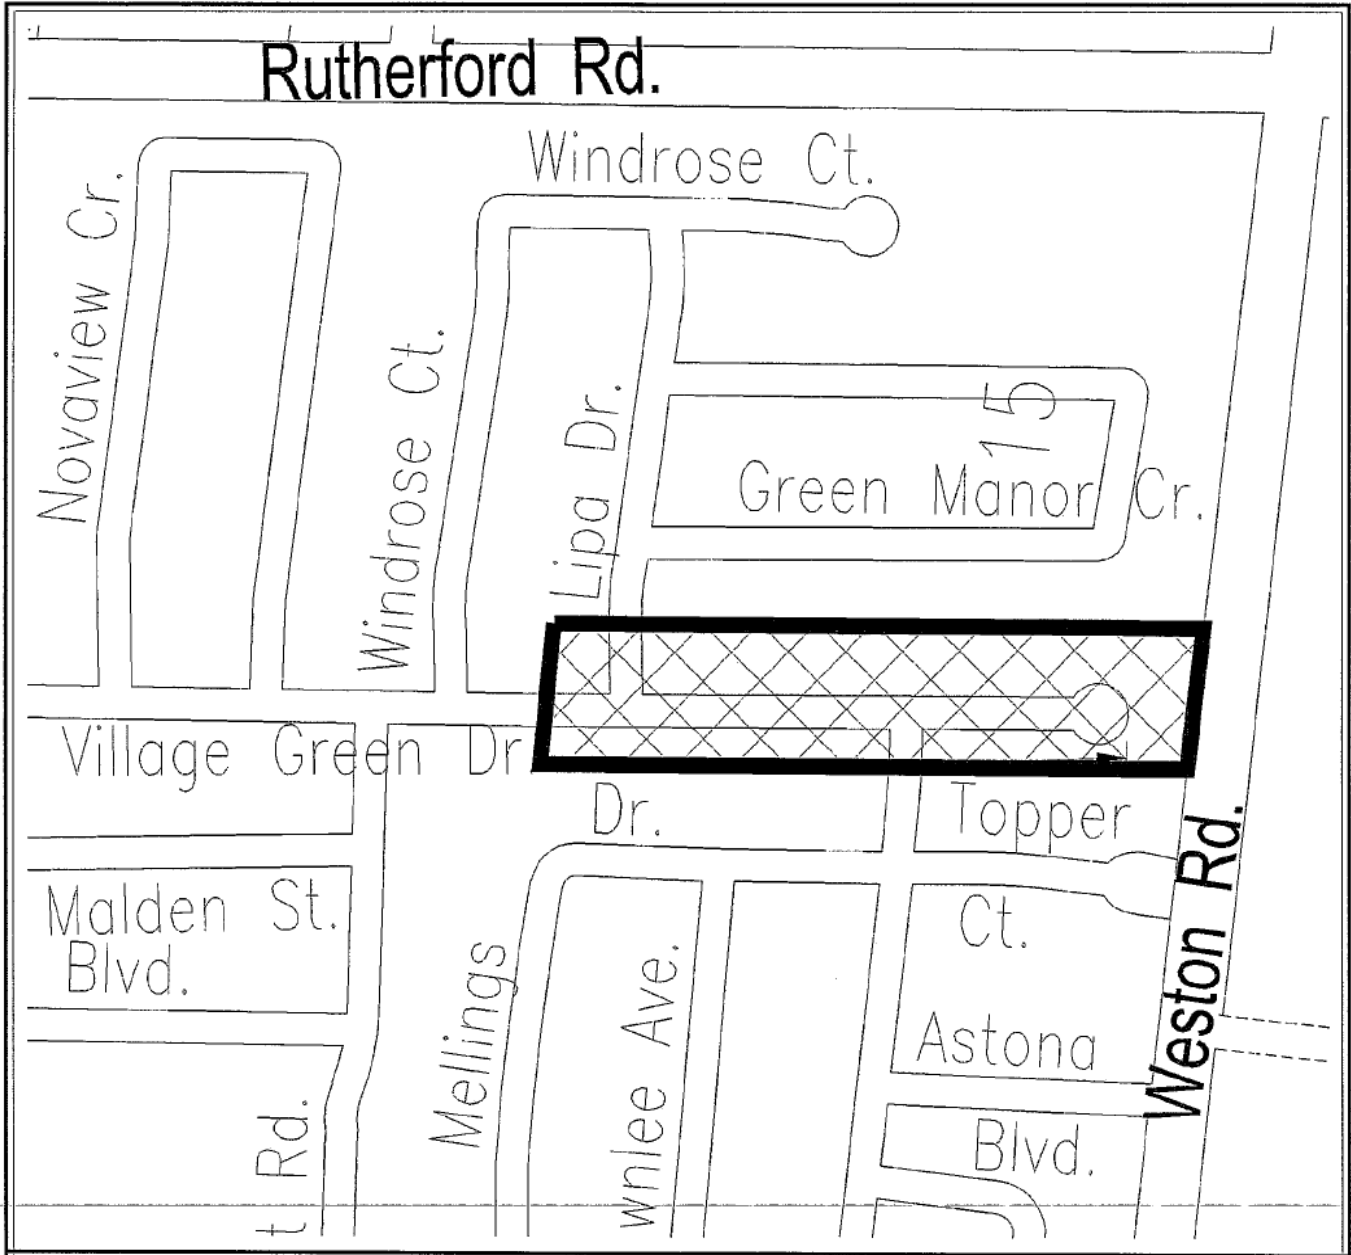 Rutherford Rd.
Windrose Ct.
Novaview Cr.
Windrose Ct.
Lipa Dr.
15
Green Manor Cr.
Village Green Dr.
Dr.
Topper
Malden St.
Blvd.
Ct.
Weston Rd.
Mellings
wnlee Ave.
Astona
Blvd.
t Rd.